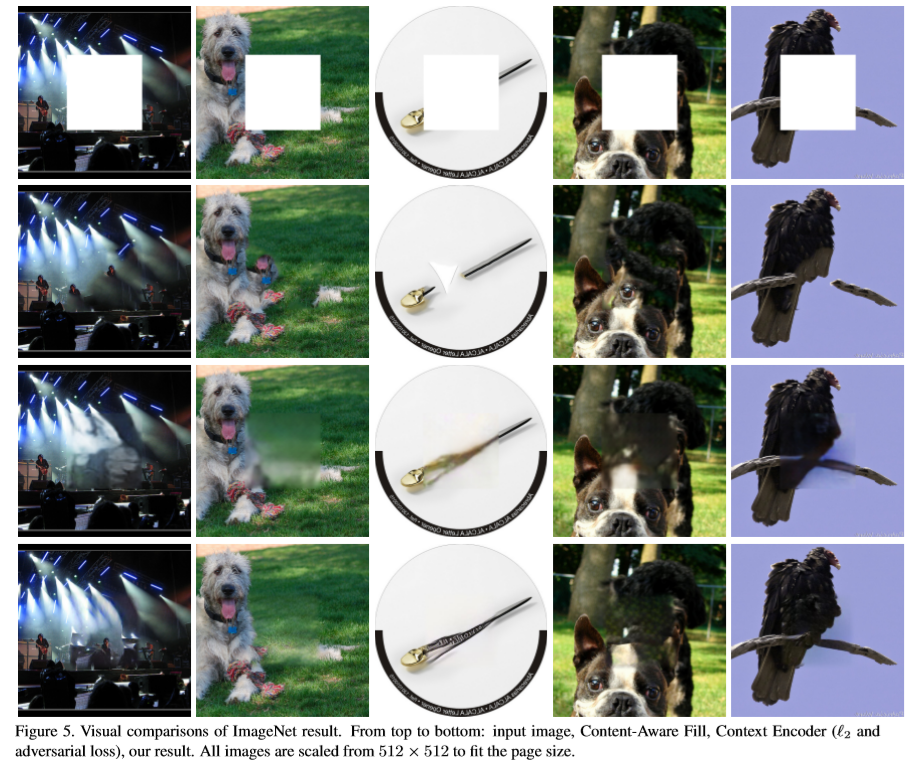 Figure 5. Visual comparisons of ImageNet result. From top to bottom: input image, Content-Aware Fill, Context Encoder (ℓ₂ and
adversarial loss), our result. All images are scaled from 512 × 512 to fit the page size.